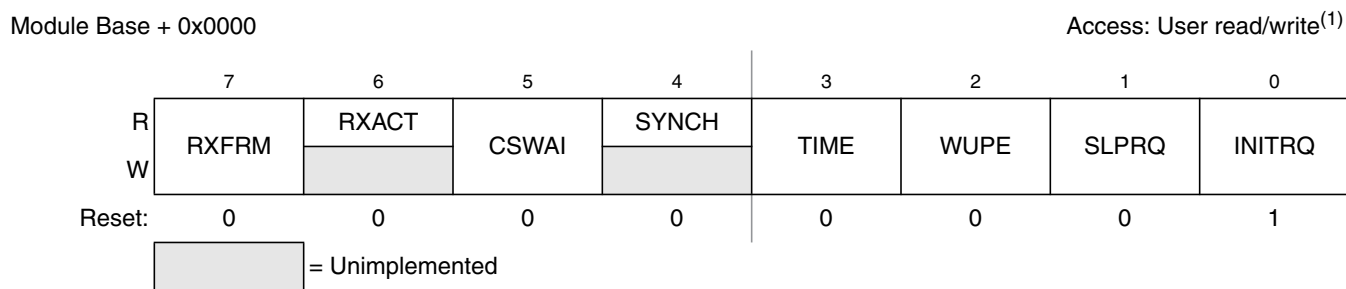 Module Base + 0x0000 Access: User read/write(1)
7 6 5 4 3 2 1 0
R RXFRM RXACT CSWAI SYNCH TIME WUPE SLPRQ INITRQ
W
Reset: 0 0 0 0 0 0 0 1
= Unimplemented